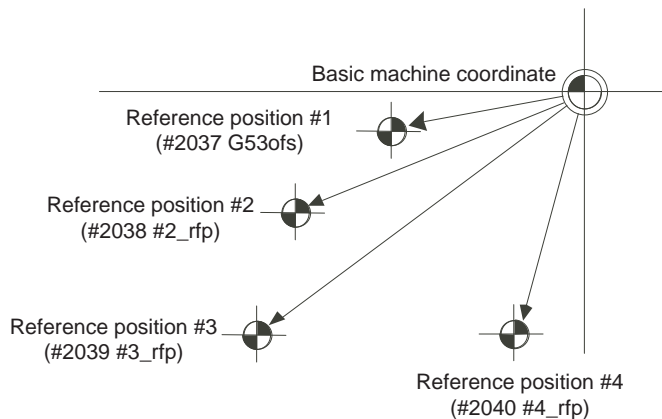 Basic machine coordinate
Reference position #1
(#2037 G53ofs)
Reference position #2
(#2038 #2_rfp)
Reference position #3
(#2039 #3_rfp)
Reference position #4
(#2040 #4_rfp)